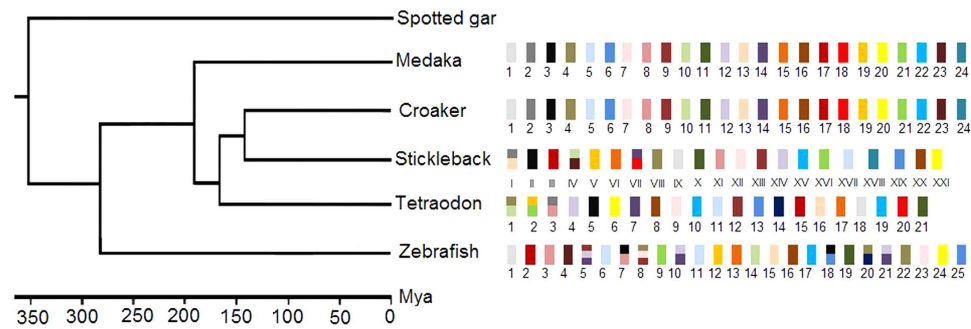 Spotted gar
Medaka
1 2 3 4 5 6 7 8 9 10 11 12 13 14 15 16 17 18 19 20 21 22 23 24
Croaker
1 2 3 4 5 6 7 8 9 10 11 12 13 14 15 16 17 18 19 20 21 22 23 24
Stickleback
I II III IV V VI VII VIII IX X XI XII XIII XIV XV XVI XVII XVIII XIX XX XXI
Tetraodon
1 2 3 4 5 6 7 8 9 10 11 12 13 14 15 16 17 18 19 20 21
Zebrafish
1 2 3 4 5 6 7 8 9 10 11 12 13 14 15 16 17 18 19 20 21 22 23 24 25
Mya
350 300 250 200 150 100 50 0